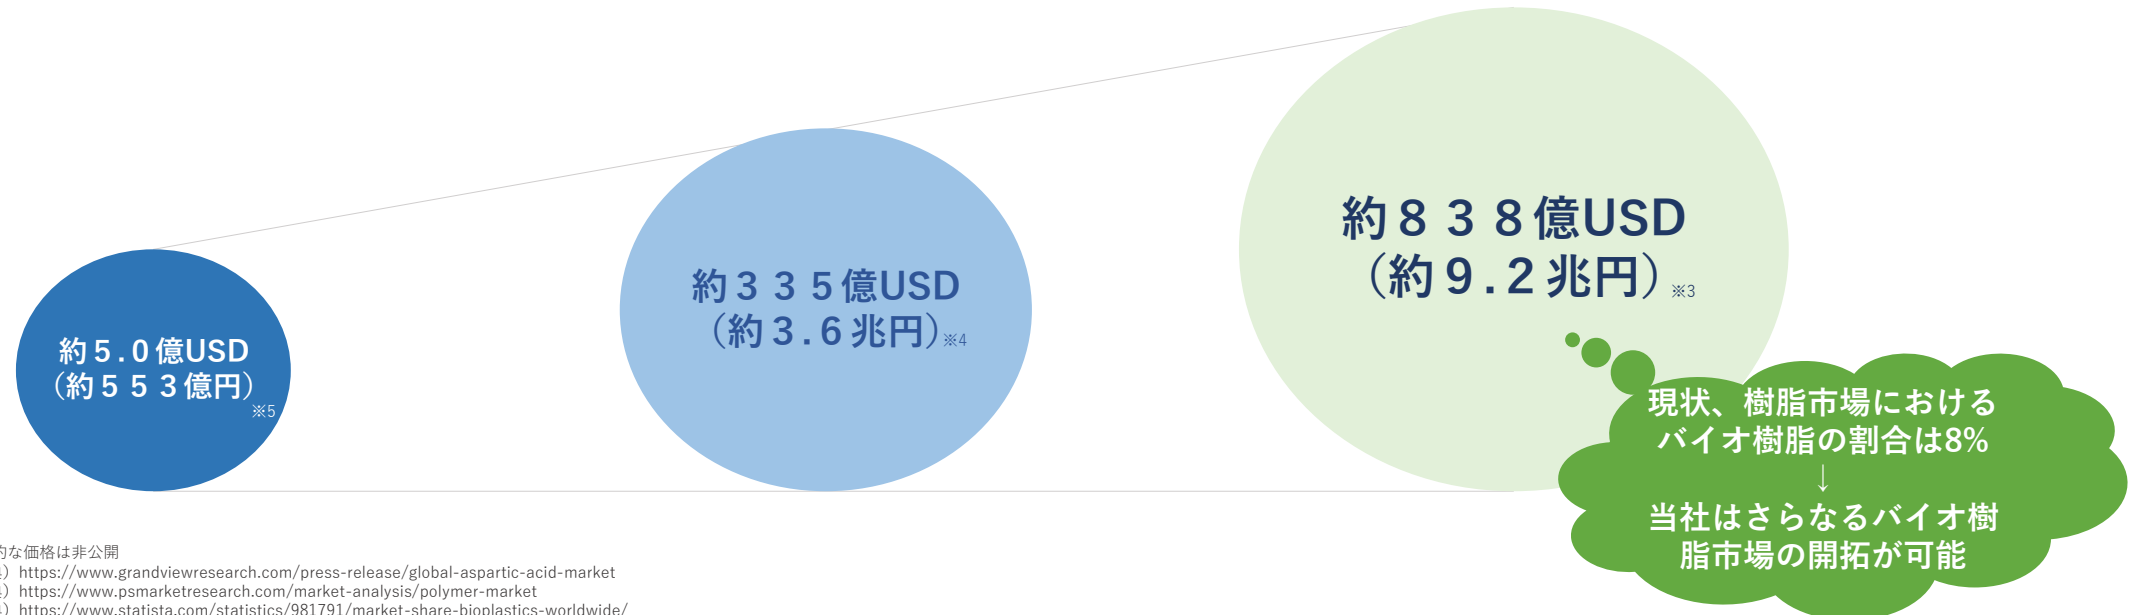 約８３８億USD
（約９.２兆円）※3
約３３５億USD
（約３.６兆円）※4
約５.０億USD
（約５５３億円）
※5
現状、樹脂市場における
バイオ樹脂の割合は8%
↓
当社はさらなるバイオ樹
脂市場の開拓が可能
的な価格は非公開
）https://www.grandviewresearch.com/press-release/global-aspartic-acid-market
）https://www.psmarketresearch.com/market-analysis/polymer-market
）https://www.statista.com/statistics/981791/market-share-bioplastics-worldwide/